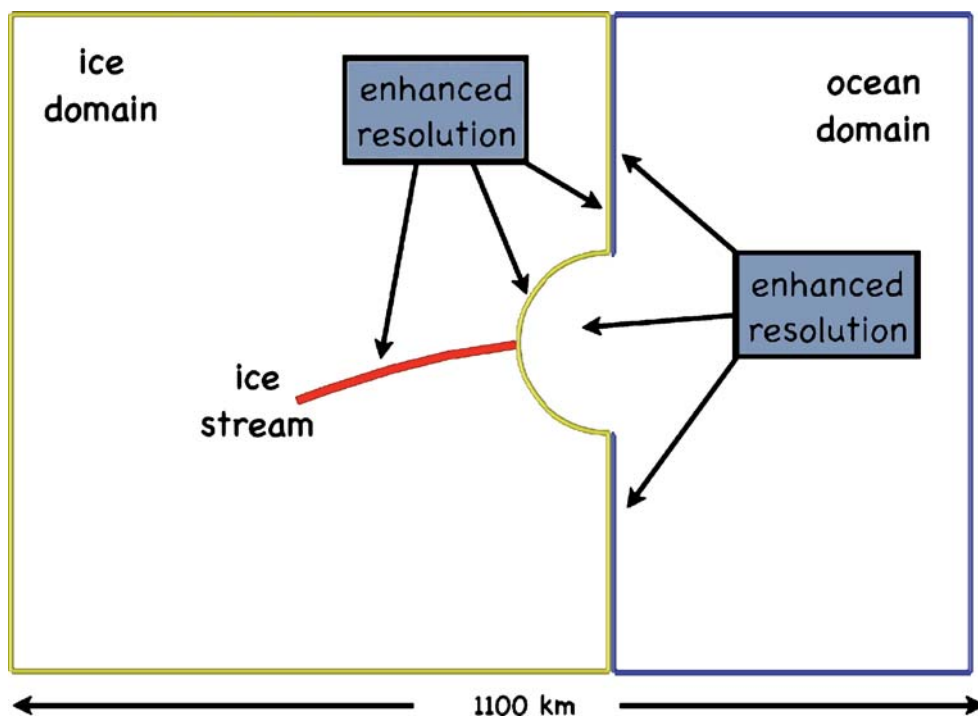 ice
domain
enhanced
resolution
ocean
domain
enhanced
resolution
ice
stream
1100 km